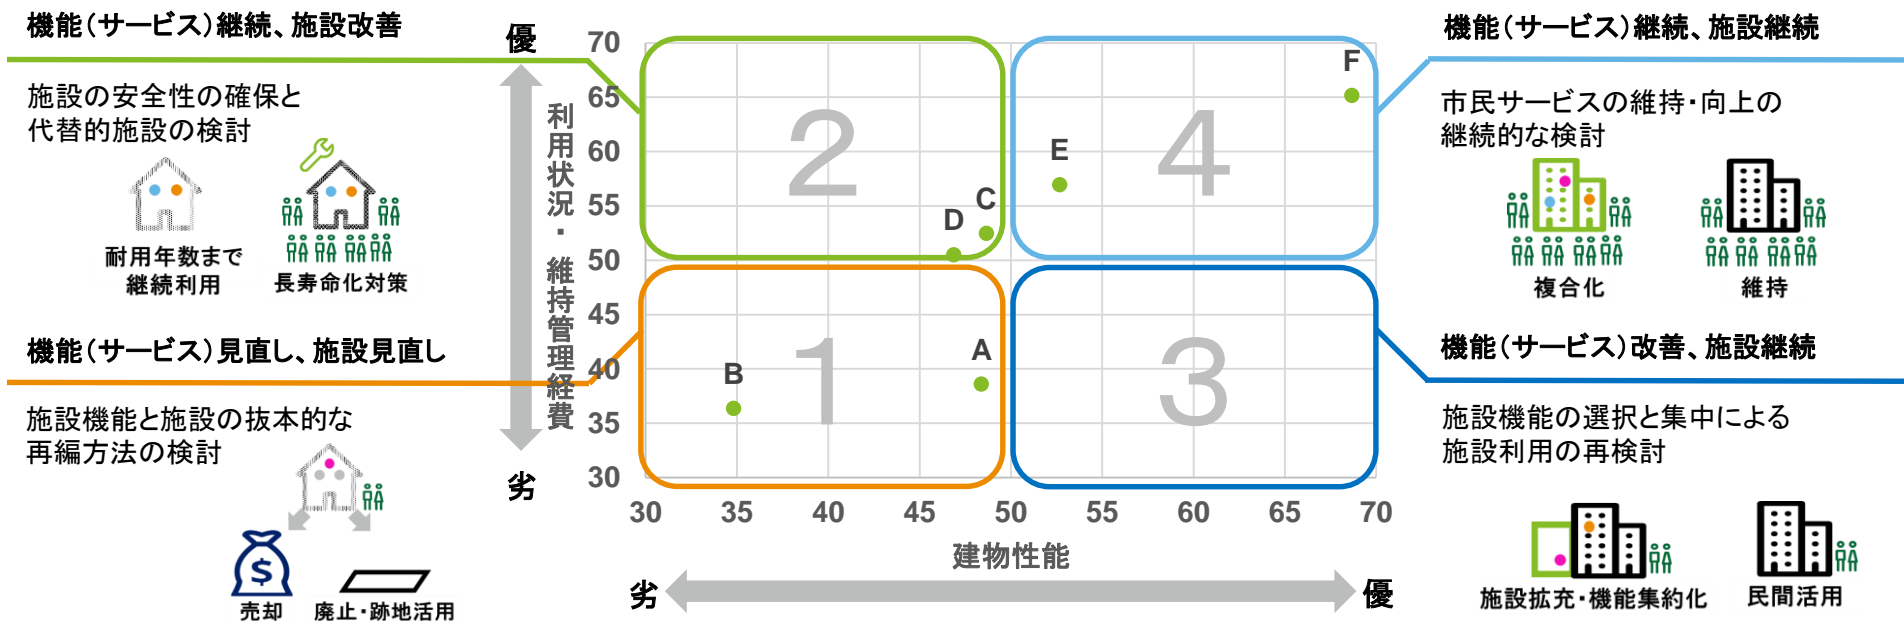 機能(サービス)継続、施設改善
施設の安全性の確保と
代替的施設の検討
耐用年数まで
継続利用
長寿命化対策
機能(サービス)見直し、施設見直し
施設機能と施設の抜本的な
再編方法の検討
$
売却
廃止・跡地活用
優
劣
利用状況・維持管理経費
70
65
60
55
50
45
40
35
30
2
4
1
3
F
E
C
D
A
B
30 35 40 45 50 55 60 65 70
建物性能
劣
優
機能(サービス)継続、施設継続
市民サービスの維持・向上の
継続的な検討
複合化
維持
機能(サービス)改善、施設継続
施設機能の選択と集中による
施設利用の再検討
施設拡充・機能集約化
民間活用